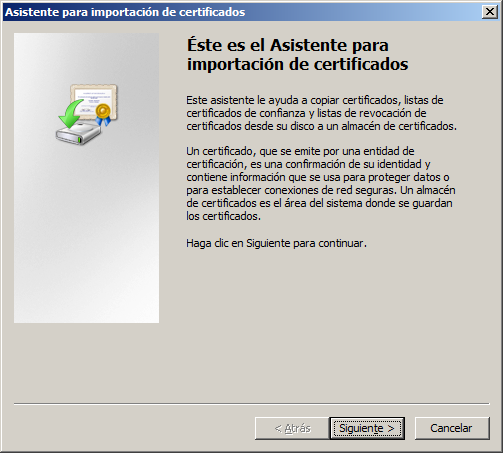 Asistente para importación de certificados
Éste es el Asistente para
importación de certificados
Este asistente le ayuda a copiar certificados, listas de
certificados de confianza y listas de revocación de
certificados desde su disco a un almacén de certificados.
Un certificado, que se emite por una entidad de
certificación, es una confirmación de su identidad y
contiene información que se usa para proteger datos o
para establecer conexiones de red seguras. Un almacén
de certificados es el área del sistema donde se guardan
los certificados.
Haga clic en Siguiente para continuar.
< Atrás
Siguiente >
Cancelar